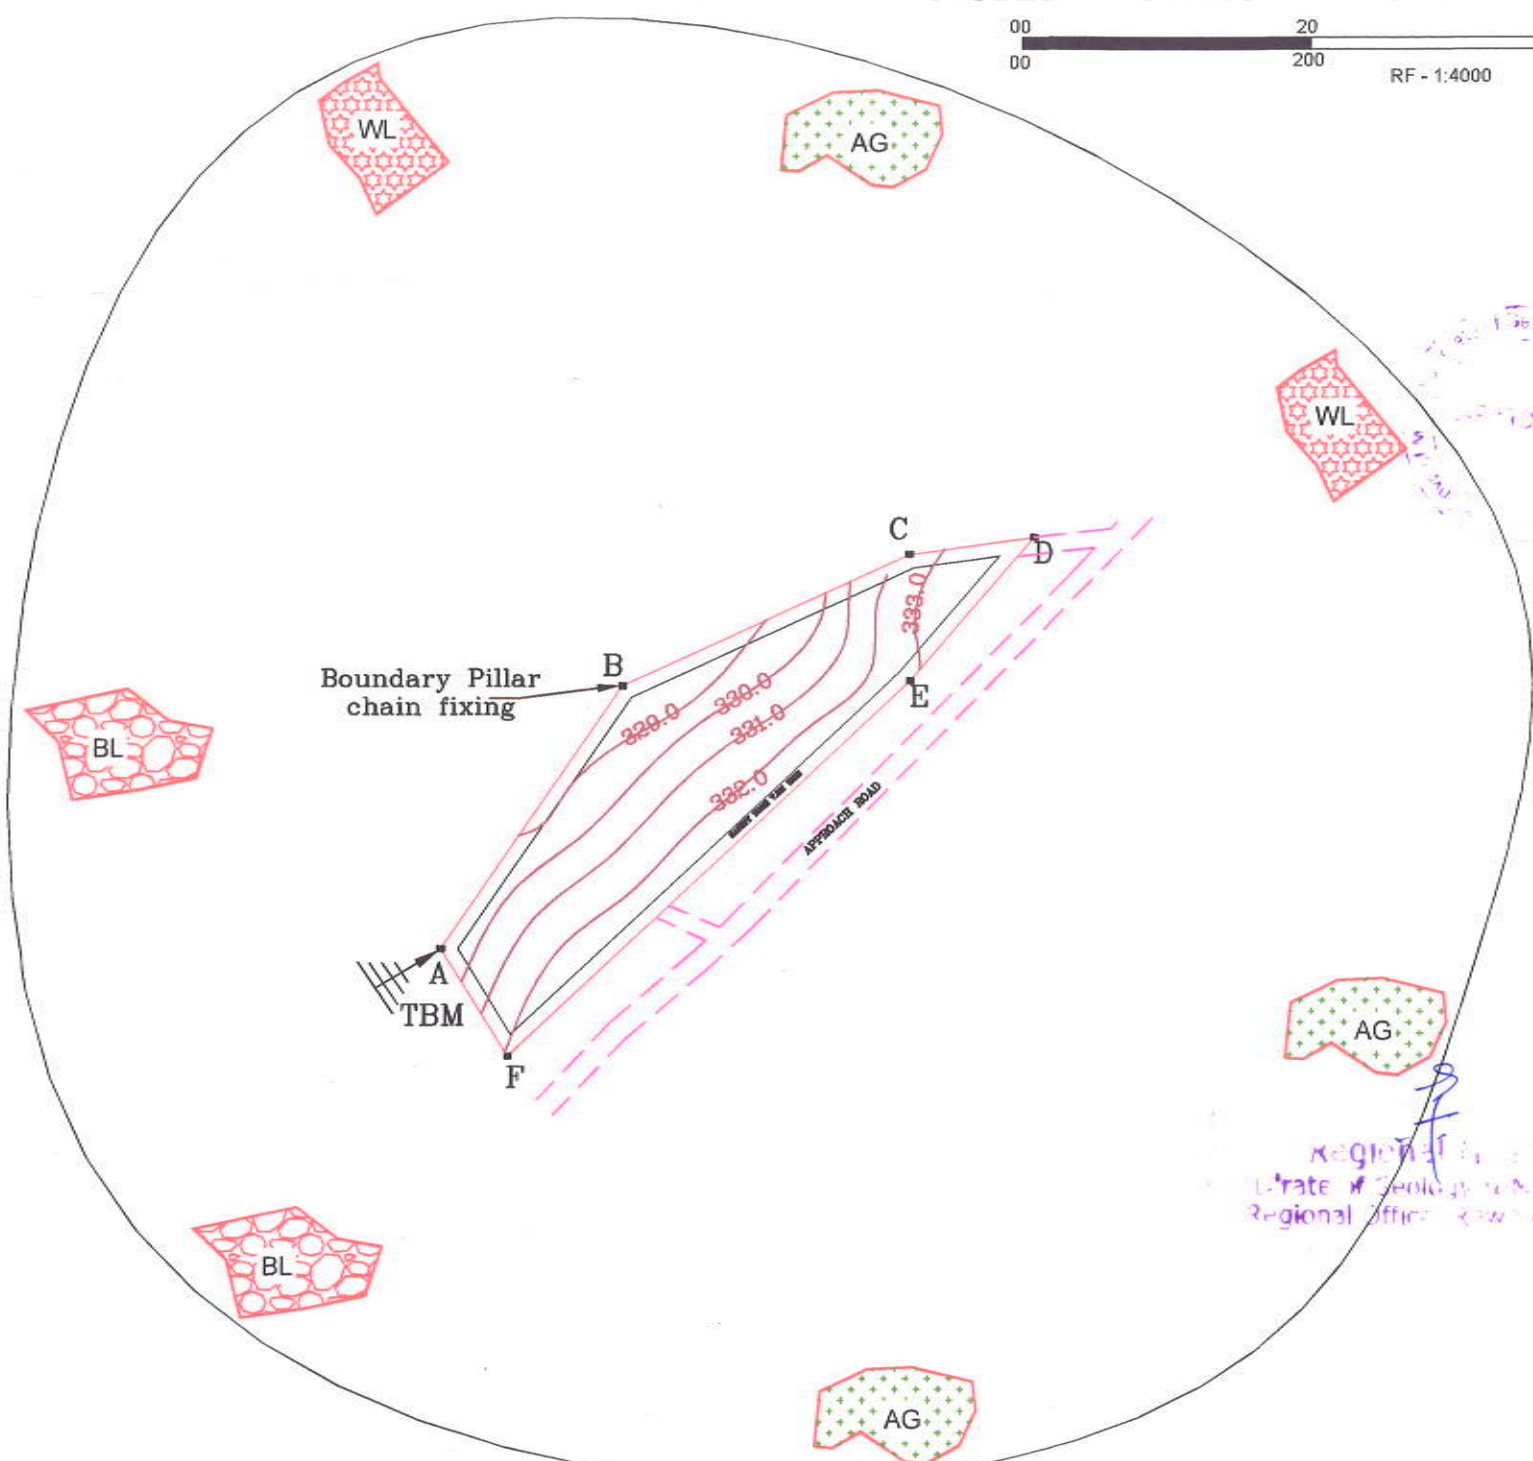 00 20
00 200
RF - 1:4000
WL
AG
WL
C
D
333.0
B
Boundary Pillar
chain fixing
E
329.0
330.0
331.0
332.0
BL
APPROACH ROAD
A
TBM
F
AG
Regional
Regional Office
BL
AG